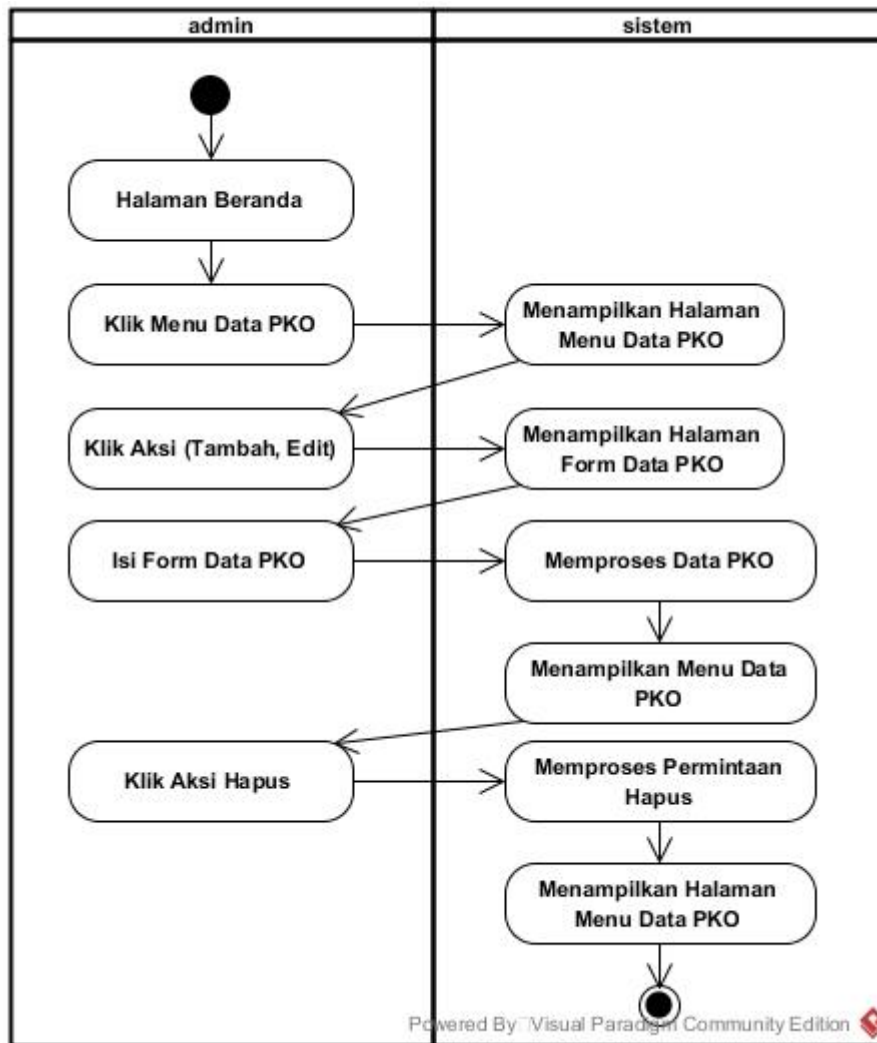 admin
sistem
Halaman Beranda
Klik Menu Data PKO
Menampilkan Halaman
Menu Data PKO
Klik Aksi (Tambah, Edit)
Menampilkan Halaman
Form Data PKO
Isi Form Data PKO
Memproses Data PKO
Menampilkan Menu Data
PKO
Klik Aksi Hapus
Memproses Permintaan
Hapus
Menampilkan Halaman
Menu Data PKO
Powered By Visual Paradigm Community Edition